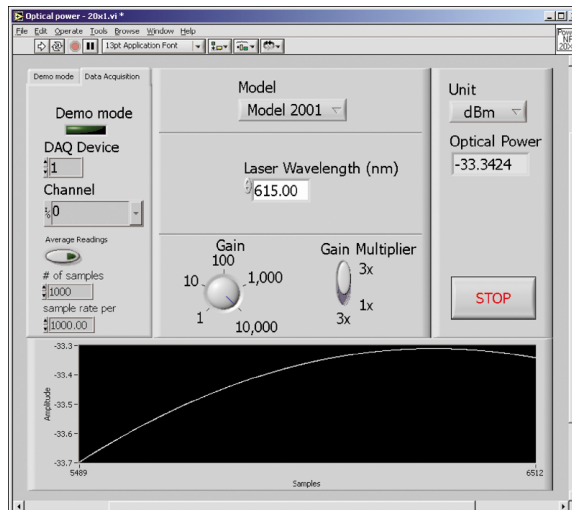 Optical power - 20x1.vi *
File Edit Operate Tools Browse Window Help
13pt Application Font
Demo mode Data Acquisition
Demo mode
DAQ Device
1
Channel
0
Average Readings
# of samples
1000
sample rate per
1000.00
Model
Model 2001
Laser Wavelength (nm)
615.00
Gain
100
10 1,000
1 10,000
Gain Multiplier
3x
1x
3x
Unit
dBm
Optical Power
-33.3424
STOP
-33.3
-33.4
-33.5
-33.6
-33.7
Amplitude
5489 6512
Samples